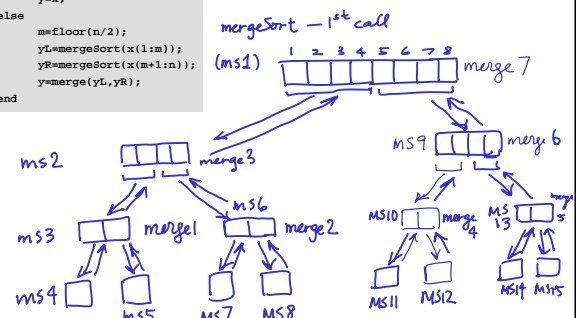 y=x;
else
m=floor(n/2);
yL=mergeSort(x(1:m));
yR=mergeSort(x(m+1:n));
y=merge(yL,yR);
end
mergeSort — 1st call
1 2 3 4 5 6 7 8
(ms1) merge 7
ms2 merge3 MS9 merge 6
ms6
ms3 merge1 merge2 MS10 merge 4 MS 13 merge 5
ms4 ms5 MS7 MS8 MS11 MS12 MS14 MS15